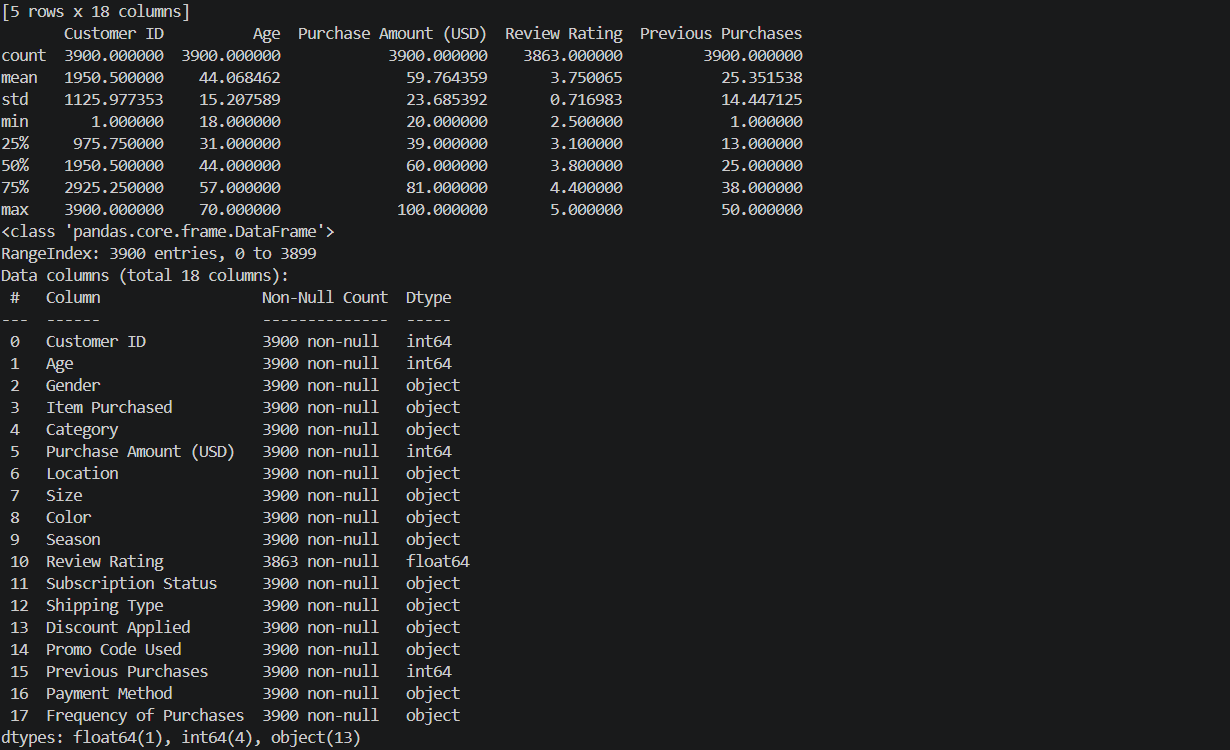 [5 rows x 18 columns]
       Customer ID          Age  Purchase Amount (USD)  Review Rating  Previous Purchases
count  3900.000000  3900.000000            3900.000000    3863.000000         3900.000000
mean   1950.500000    44.068462              59.764359       3.750065           25.351538
std    1125.977353    15.207589              23.685392       0.716983           14.447125
min       1.000000    18.000000              20.000000       2.500000            1.000000
25%     975.750000    31.000000              39.000000       3.100000           13.000000
50%    1950.500000    44.000000              60.000000       3.800000           25.000000
75%    2925.250000    57.000000              81.000000       4.400000           38.000000
max    3900.000000    70.000000             100.000000       5.000000           50.000000
<class 'pandas.core.frame.DataFrame'>
RangeIndex: 3900 entries, 0 to 3899
Data columns (total 18 columns):
 #   Column                  Non-Null Count  Dtype
---  ------                  --------------  -----
 0   Customer ID             3900 non-null   int64
 1   Age                     3900 non-null   int64
 2   Gender                  3900 non-null   object
 3   Item Purchased          3900 non-null   object
 4   Category                3900 non-null   object
 5   Purchase Amount (USD)   3900 non-null   int64
 6   Location                3900 non-null   object
 7   Size                    3900 non-null   object
 8   Color                   3900 non-null   object
 9   Season                  3900 non-null   object
 10  Review Rating           3863 non-null   float64
 11  Subscription Status     3900 non-null   object
 12  Shipping Type           3900 non-null   object
 13  Discount Applied        3900 non-null   object
 14  Promo Code Used         3900 non-null   object
 15  Previous Purchases      3900 non-null   int64
 16  Payment Method          3900 non-null   object
 17  Frequency of Purchases  3900 non-null   object
dtypes: float64(1), int64(4), object(13)